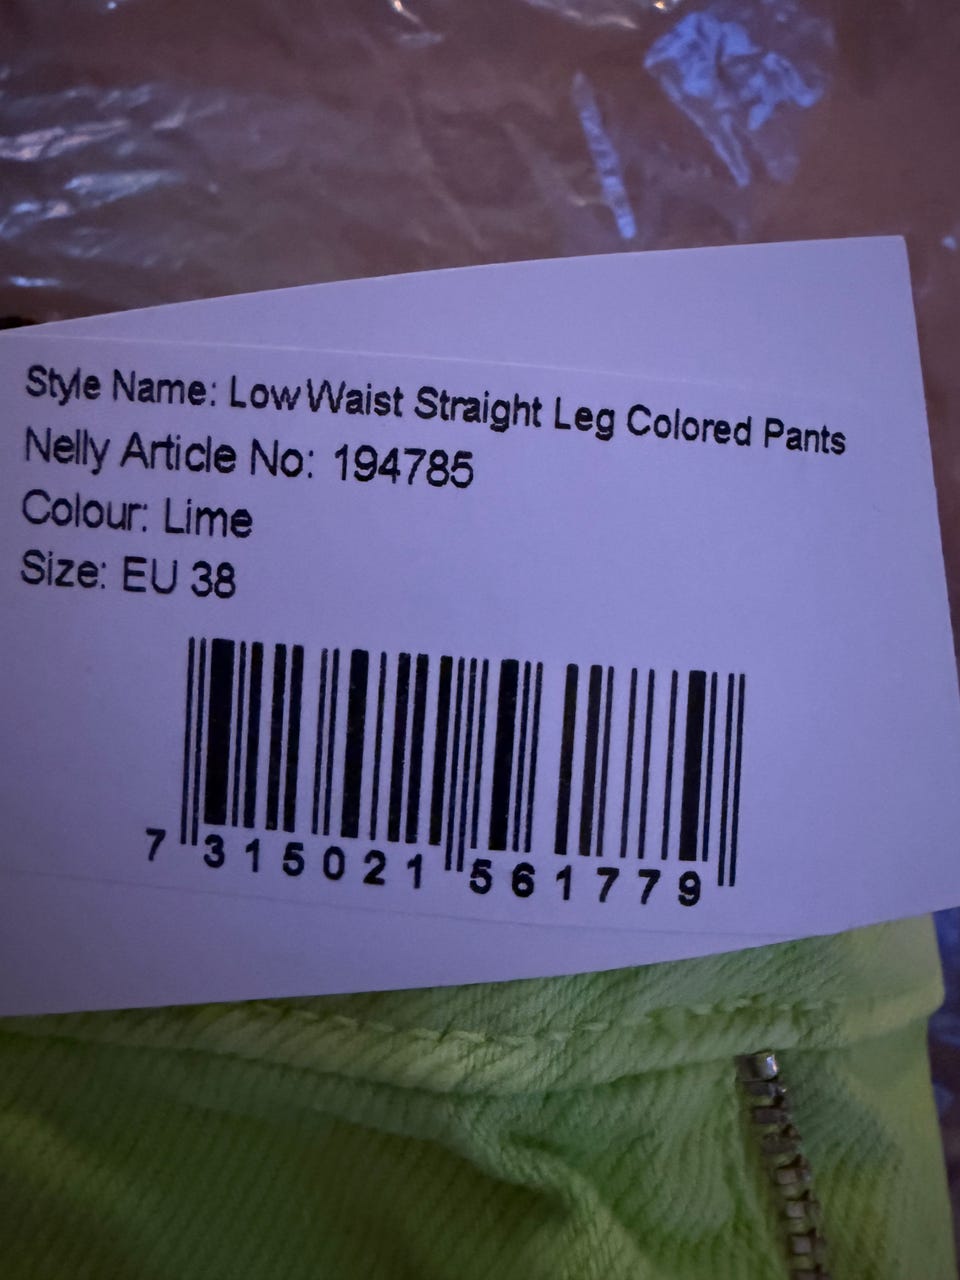 Style Name: Low Waist Straight Leg Colored Pants
Nelly Article No: 194785
Colour: Lime
Size: EU 38
7 315021 561779